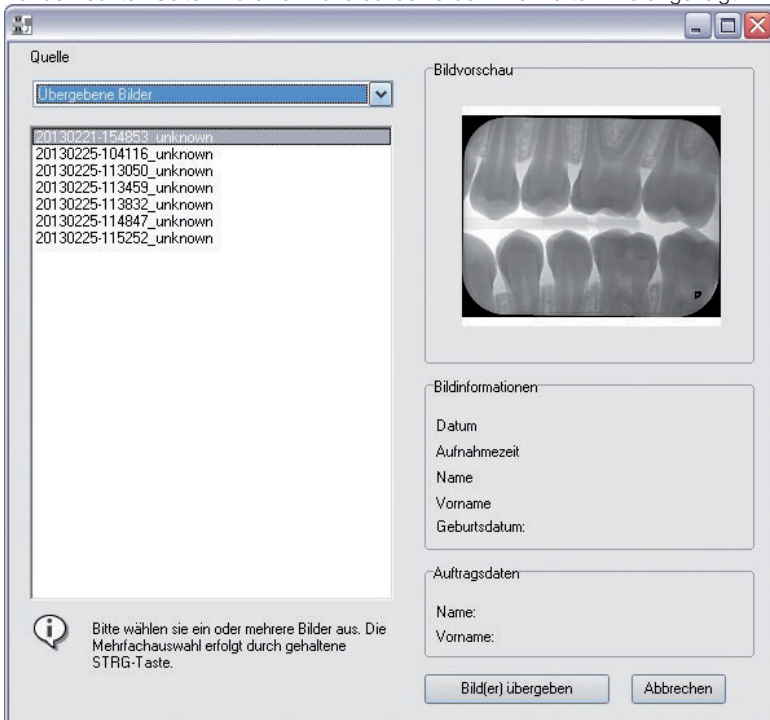 Quelle
Übergebene Bilder
20130221-154853_unknown
20130225-104116_unknown
20130225-113050_unknown
20130225-113459_unknown
20130225-113832_unknown
20130225-114847_unknown
20130225-115252_unknown
Bitte wählen sie ein oder mehrere Bilder aus. Die
Mehrfachauswahl erfolgt durch gehaltene
STRG-Taste.
Bildvorschau
Bildinformationen
Datum
Aufnahmezeit
Name
Vorname
Geburtsdatum:
Auftragsdaten
Name:
Vorname:
Bild(er) übergeben
Abbrechen